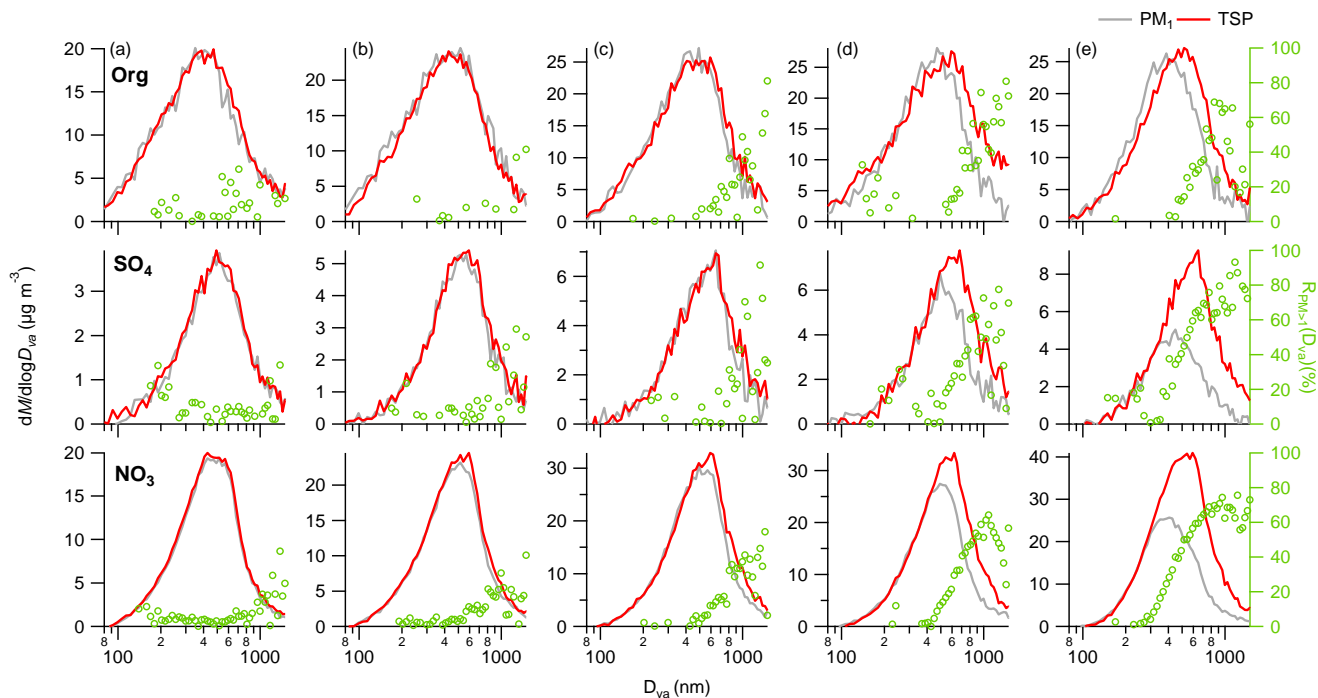 PM₁ TSP
(a) (b) (c) (d) (e)
Org
20 15 10 5 0
20 15 10 5 0
25 20 15 10 5 0
25 20 15 10 5 0
25 20 15 10 5 0
100 80 60 40 20 0
SO₄
3 2 1 0
5 4 3 2 1 0
6 4 2 0
6 4 2 0
8 6 4 2 0
100 80 60 40 20 0
NO₃
20 15 10 5 0
20 15 10 5 0
30 20 10 0
30 20 10 0
40 30 20 10 0
100 80 60 40 20 0
dM/dlogDva (µg m⁻³)
R PM>1 (Dva)(%)
8 2 4 6 8 8 2 4 6 8 8 2 4 6 8 8 2 4 6 8 8 2 4 6 8
100 1000 100 1000 100 1000 100 1000 100 1000
Dva (nm)